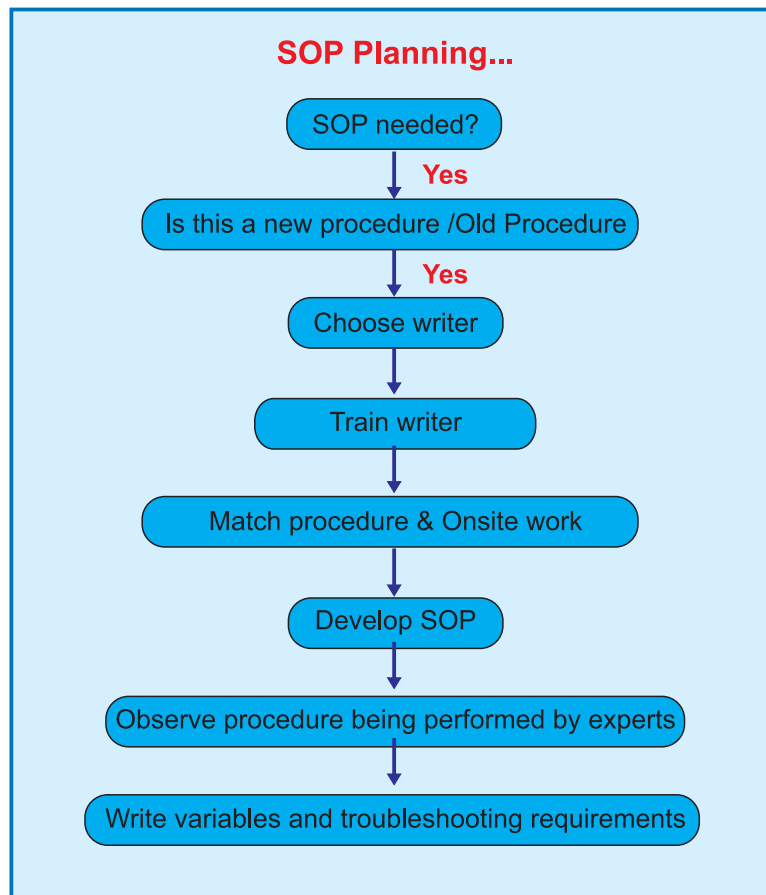 SOP Planning...
SOP needed?
Yes
Is this a new procedure /Old Procedure
Yes
Choose writer
Train writer
Match procedure & Onsite work
Develop SOP
Observe procedure being performed by experts
Write variables and troubleshooting requirements